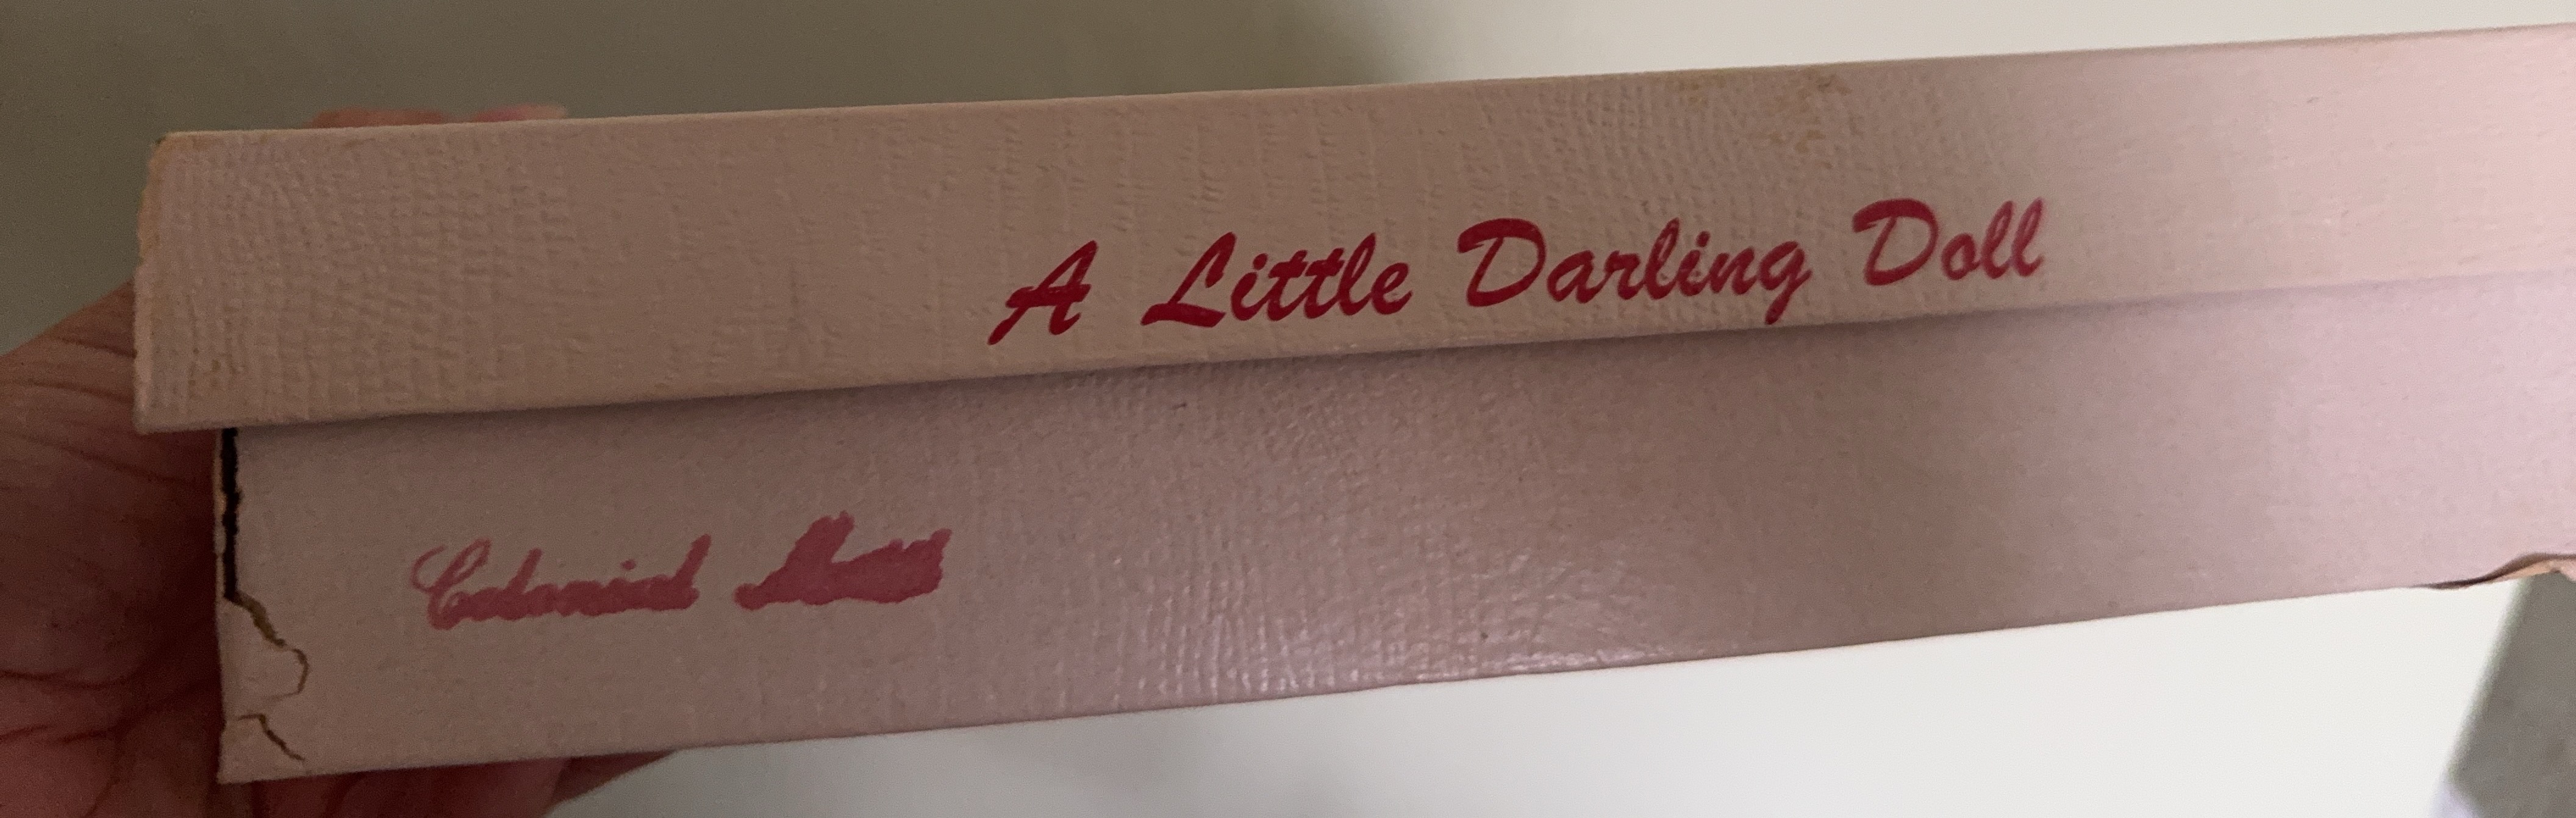 A Little Darling Doll
Colonial